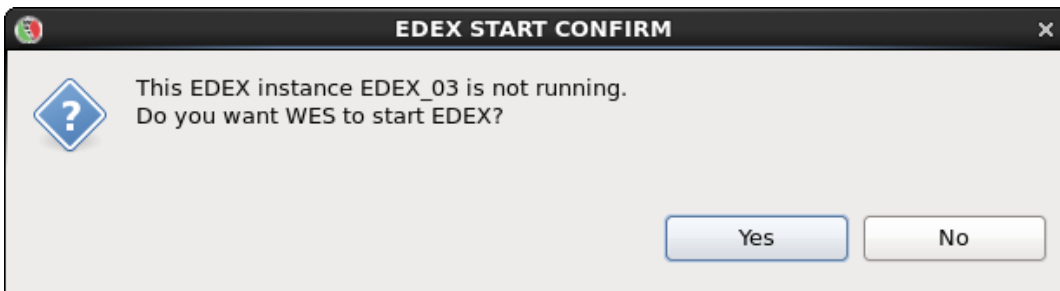 EDEX START CONFIRM
This EDEX instance EDEX_03 is not running.
Do you want WES to start EDEX?
Yes No